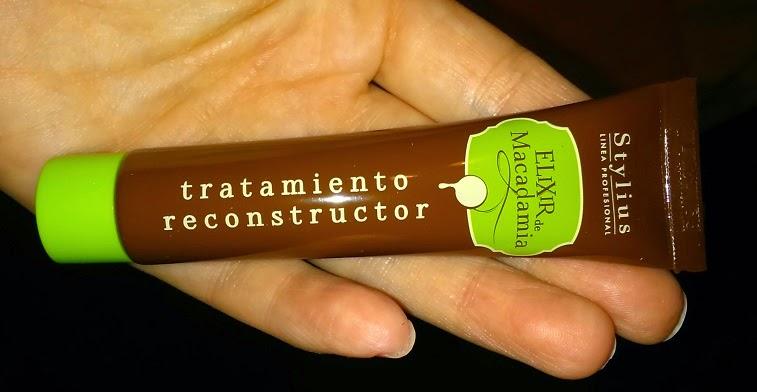 tratamiento
reconstructor
ELIXIR de
Macadamia
Stylius
LINEA PROFESIONAL